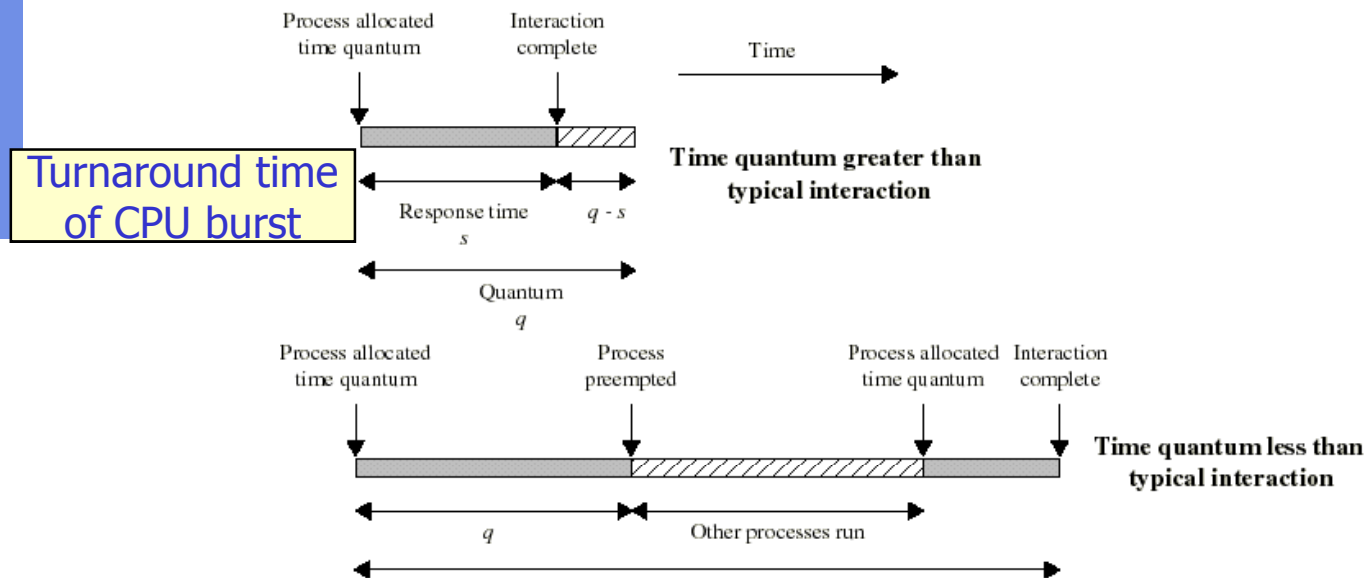 Process allocated
time quantum
Interaction
complete
Time
Turnaround time
of CPU burst
Time quantum greater than
typical interaction
Response time
s
q - s
Quantum
q
Process allocated
time quantum
Process
preempted
Process allocated
time quantum
Interaction
complete
Time quantum less than
typical interaction
q
Other processes run